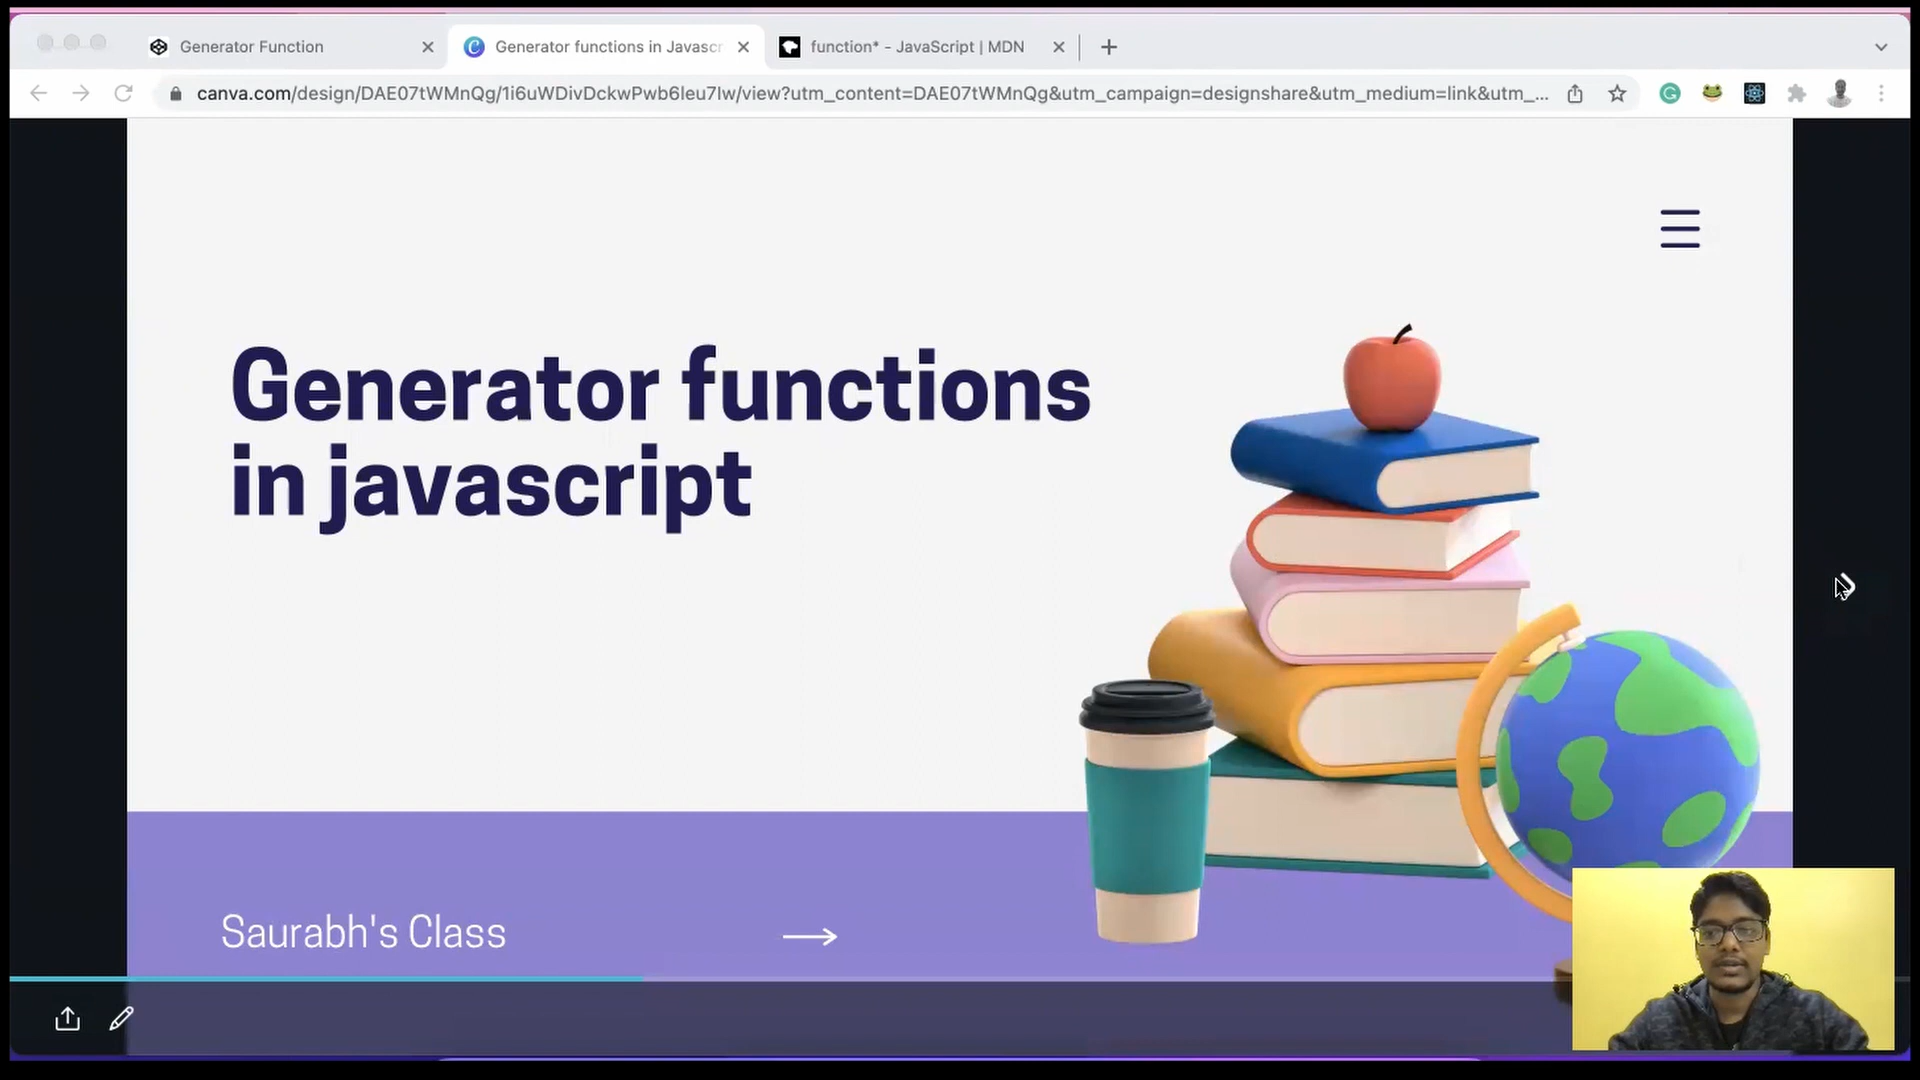 Generator Function
Generator functions in Javascr
function* - JavaScript | MDN
canva.com/design/DAE07tWMnQg/1i6uWDivDckwPwb6leu7lw/view?utm_content=DAE07tWMnQg&utm_campaign=designshare&utm_medium=link&utm_...
Generator functions
in javascript
Saurabh's Class